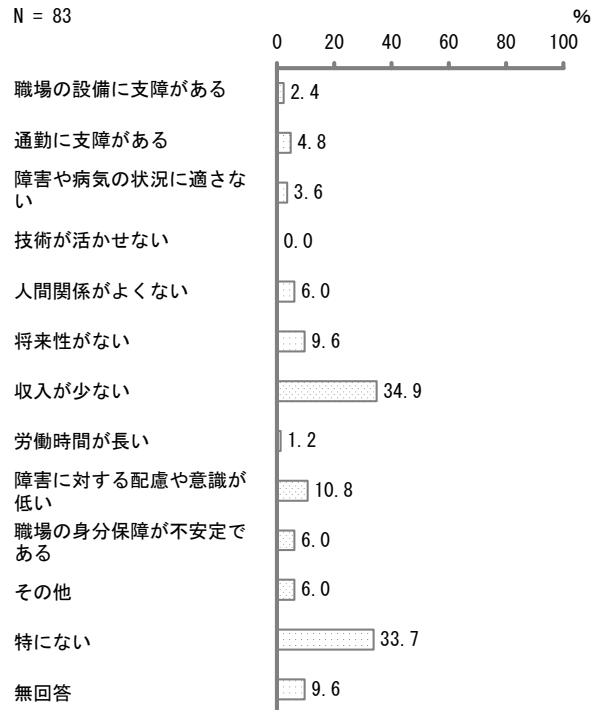 N = 83
%
0 20 40 60 80 100
職場の設備に支障がある 2.4
通勤に支障がある 4.8
障害や病気の状況に適さな
い
3.6
技術が活かせない 0.0
人間関係がよくない 6.0
将来性がない 9.6
収入が少ない 34.9
労働時間が長い 1.2
障害に対する配慮や意識が
低い
10.8
職場の身分保障が不安定で
ある
6.0
その他 6.0
特にない 33.7
無回答 9.6